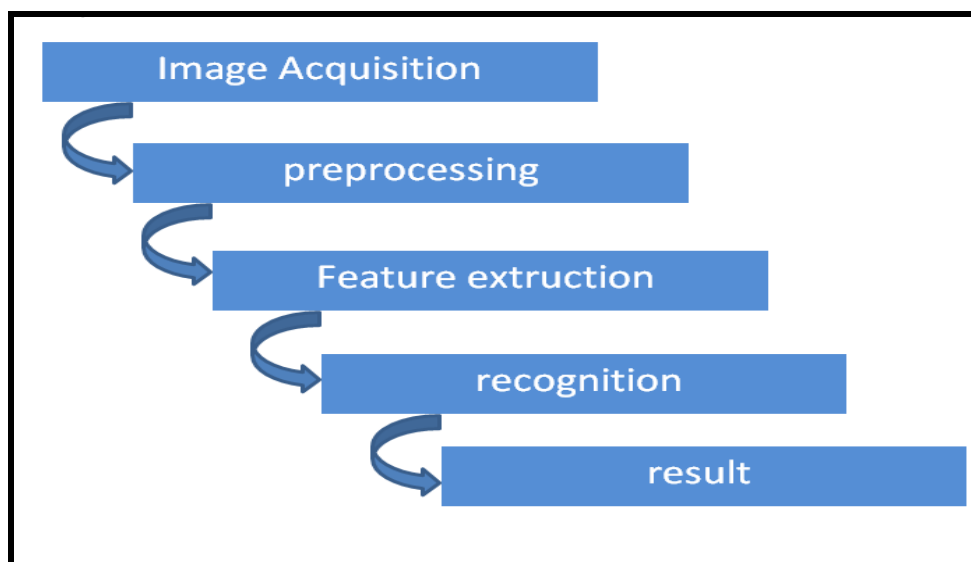 Image Acquisition
preprocessing
Feature extruction
recognition
result